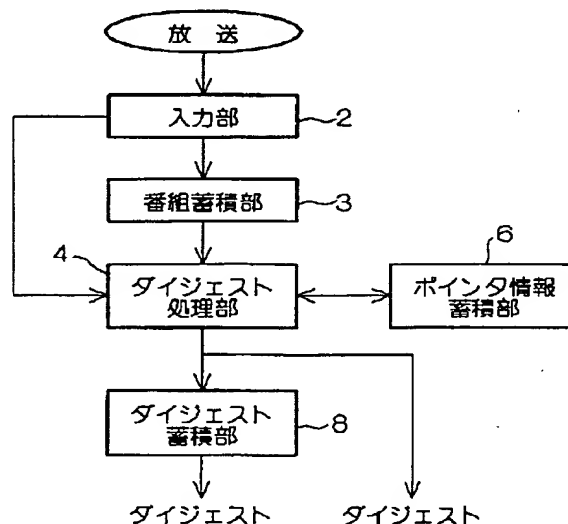 放 送
入力部
2
番組蓄積部
3
4
6
ダイジェスト
処理部
ポインタ情報
蓄積部
ダイジェスト
蓄積部
8
ダイジェスト
ダイジェスト